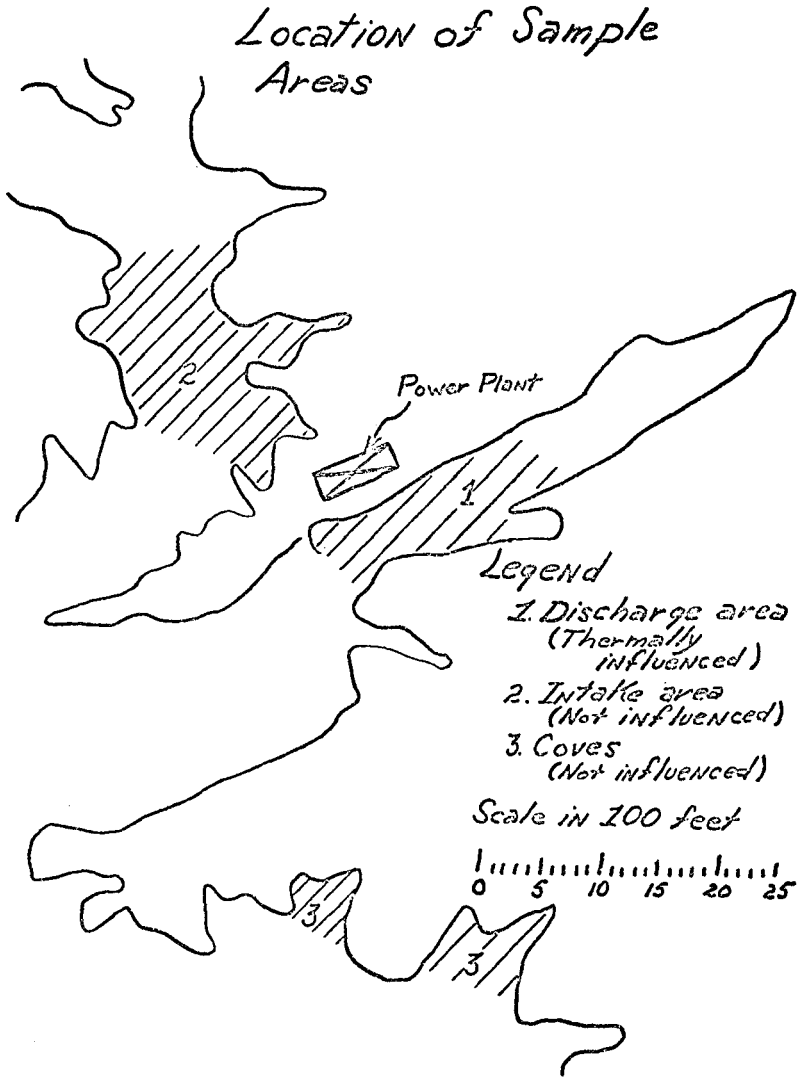 Location of Sample
Areas
2
Power Plant
1
Legend
1. Discharge area
(Thermally
influenced)
2. Intake area
(Not influenced)
3. Coves
(Not influenced)
Scale in 100 feet
0 5 10 15 20 25
3
3